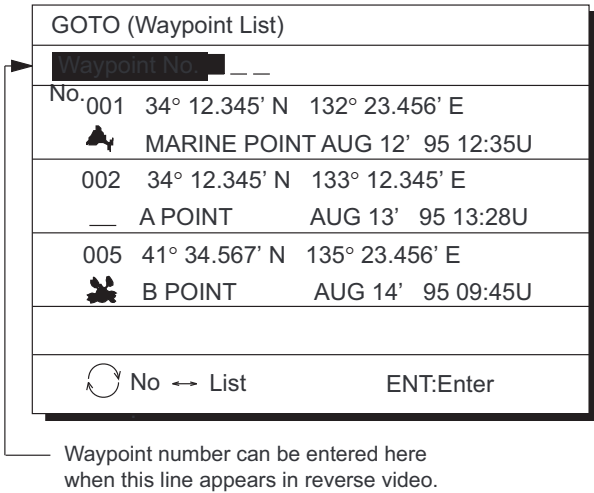 GOTO (Waypoint List)
Waypoint No. _ _
No.
001 34° 12.345’ N 132° 23.456’ E
MARINE POINT AUG 12’ 95 12:35U
002 34° 12.345’ N 133° 12.345’ E
__ A POINT AUG 13’ 95 13:28U
005 41° 34.567’ N 135° 23.456’ E
B POINT AUG 14’ 95 09:45U
No ↔ List ENT:Enter
Waypoint number can be entered here
when this line appears in reverse video.